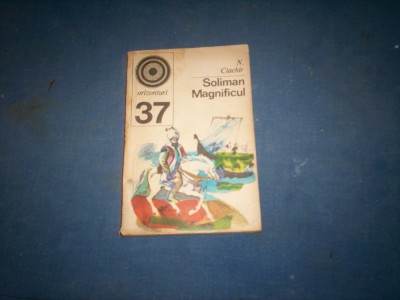 N.
Ciachir
Soliman
Magnificul
orizonturi
37